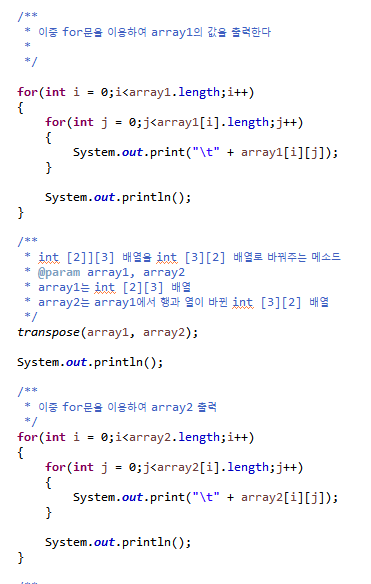 /**
 * 이중 for문을 이용하여 array1의 값을 출력한다
 *
 */
for(int i = 0;i<array1.length;i++)
{
    for(int j = 0;j<array1[i].length;j++)
    {
        System.out.print("\t" + array1[i][j]);
    }
    System.out.println();
}
/**
 * int [2]][3] 배열을 int [3][2] 배열로 바꿔주는 메소드
 * @param array1, array2
 * array1는 int [2][3] 배열
 * array2는 array1에서 행과 열이 바뀐 int [3][2] 배열
 */
transpose(array1, array2);
System.out.println();
/**
 * 이중 for문을 이용하여 array2 출력
 */
for(int i = 0;i<array2.length;i++)
{
    for(int j = 0;j<array2[i].length;j++)
    {
        System.out.print("\t" + array2[i][j]);
    }
    System.out.println();
}